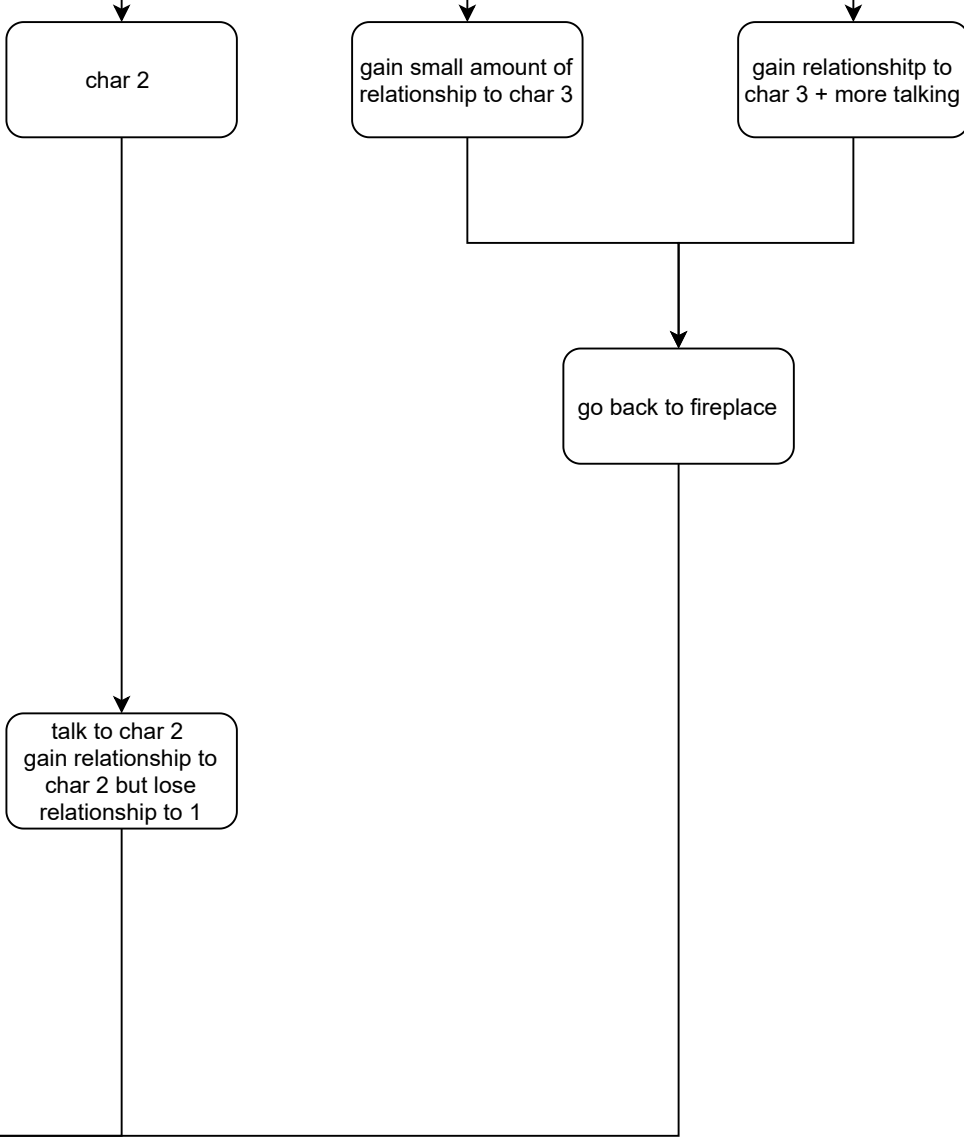 char 2
gain small amount of
relationship to char 3
gain relationshitp to
char 3 + more talking
go back to fireplace
talk to char 2
gain relationship to
char 2 but lose
relationship to 1